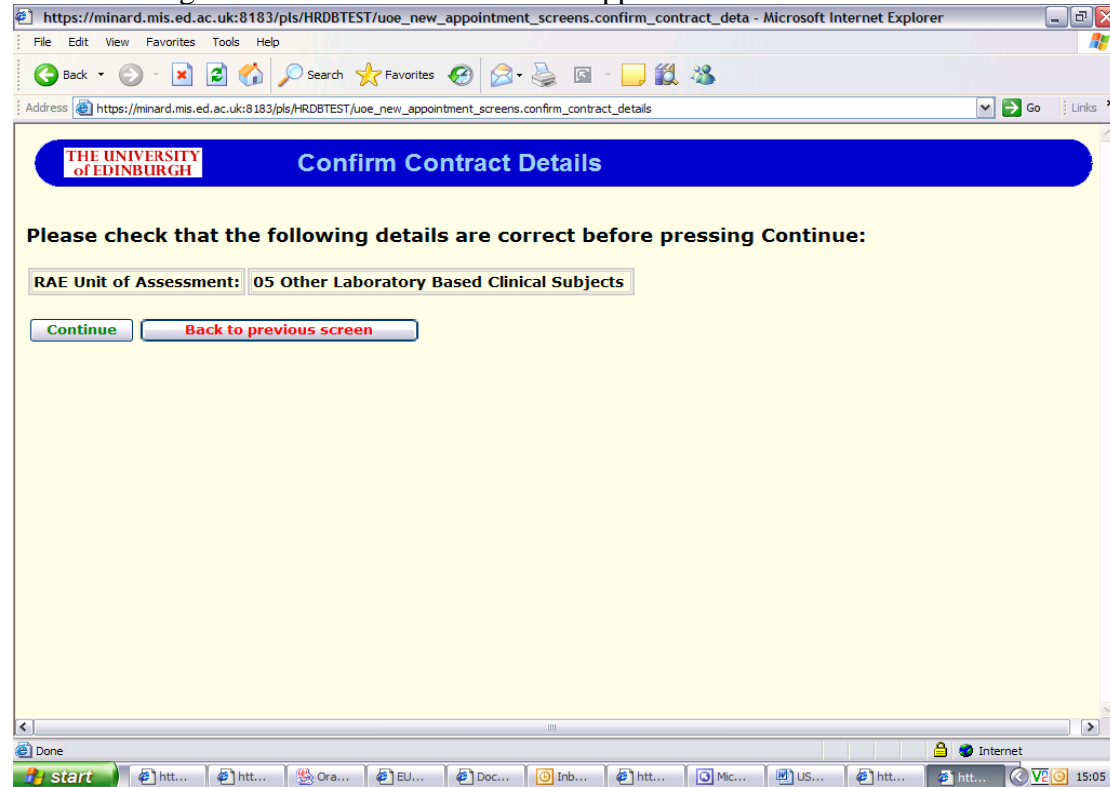 https://minard.mis.ed.ac.uk:8183/pls/HRDBTEST/uoe_new_appointment_screens.confirm_contract_deta - Microsoft Internet Explorer
File Edit View Favorites Tools Help
Back Search Favorites
Address https://minard.mis.ed.ac.uk:8183/pls/HRDBTEST/uoe_new_appointment_screens.confirm_contract_details Go Links
THE UNIVERSITY
of EDINBURGH
Confirm Contract Details
Please check that the following details are correct before pressing Continue:
RAE Unit of Assessment: 05 Other Laboratory Based Clinical Subjects
Continue Back to previous screen
Done Internet
start htt... htt... Ora... EU... Doc... Inb... htt... Mic... US... htt... htt... 15:05